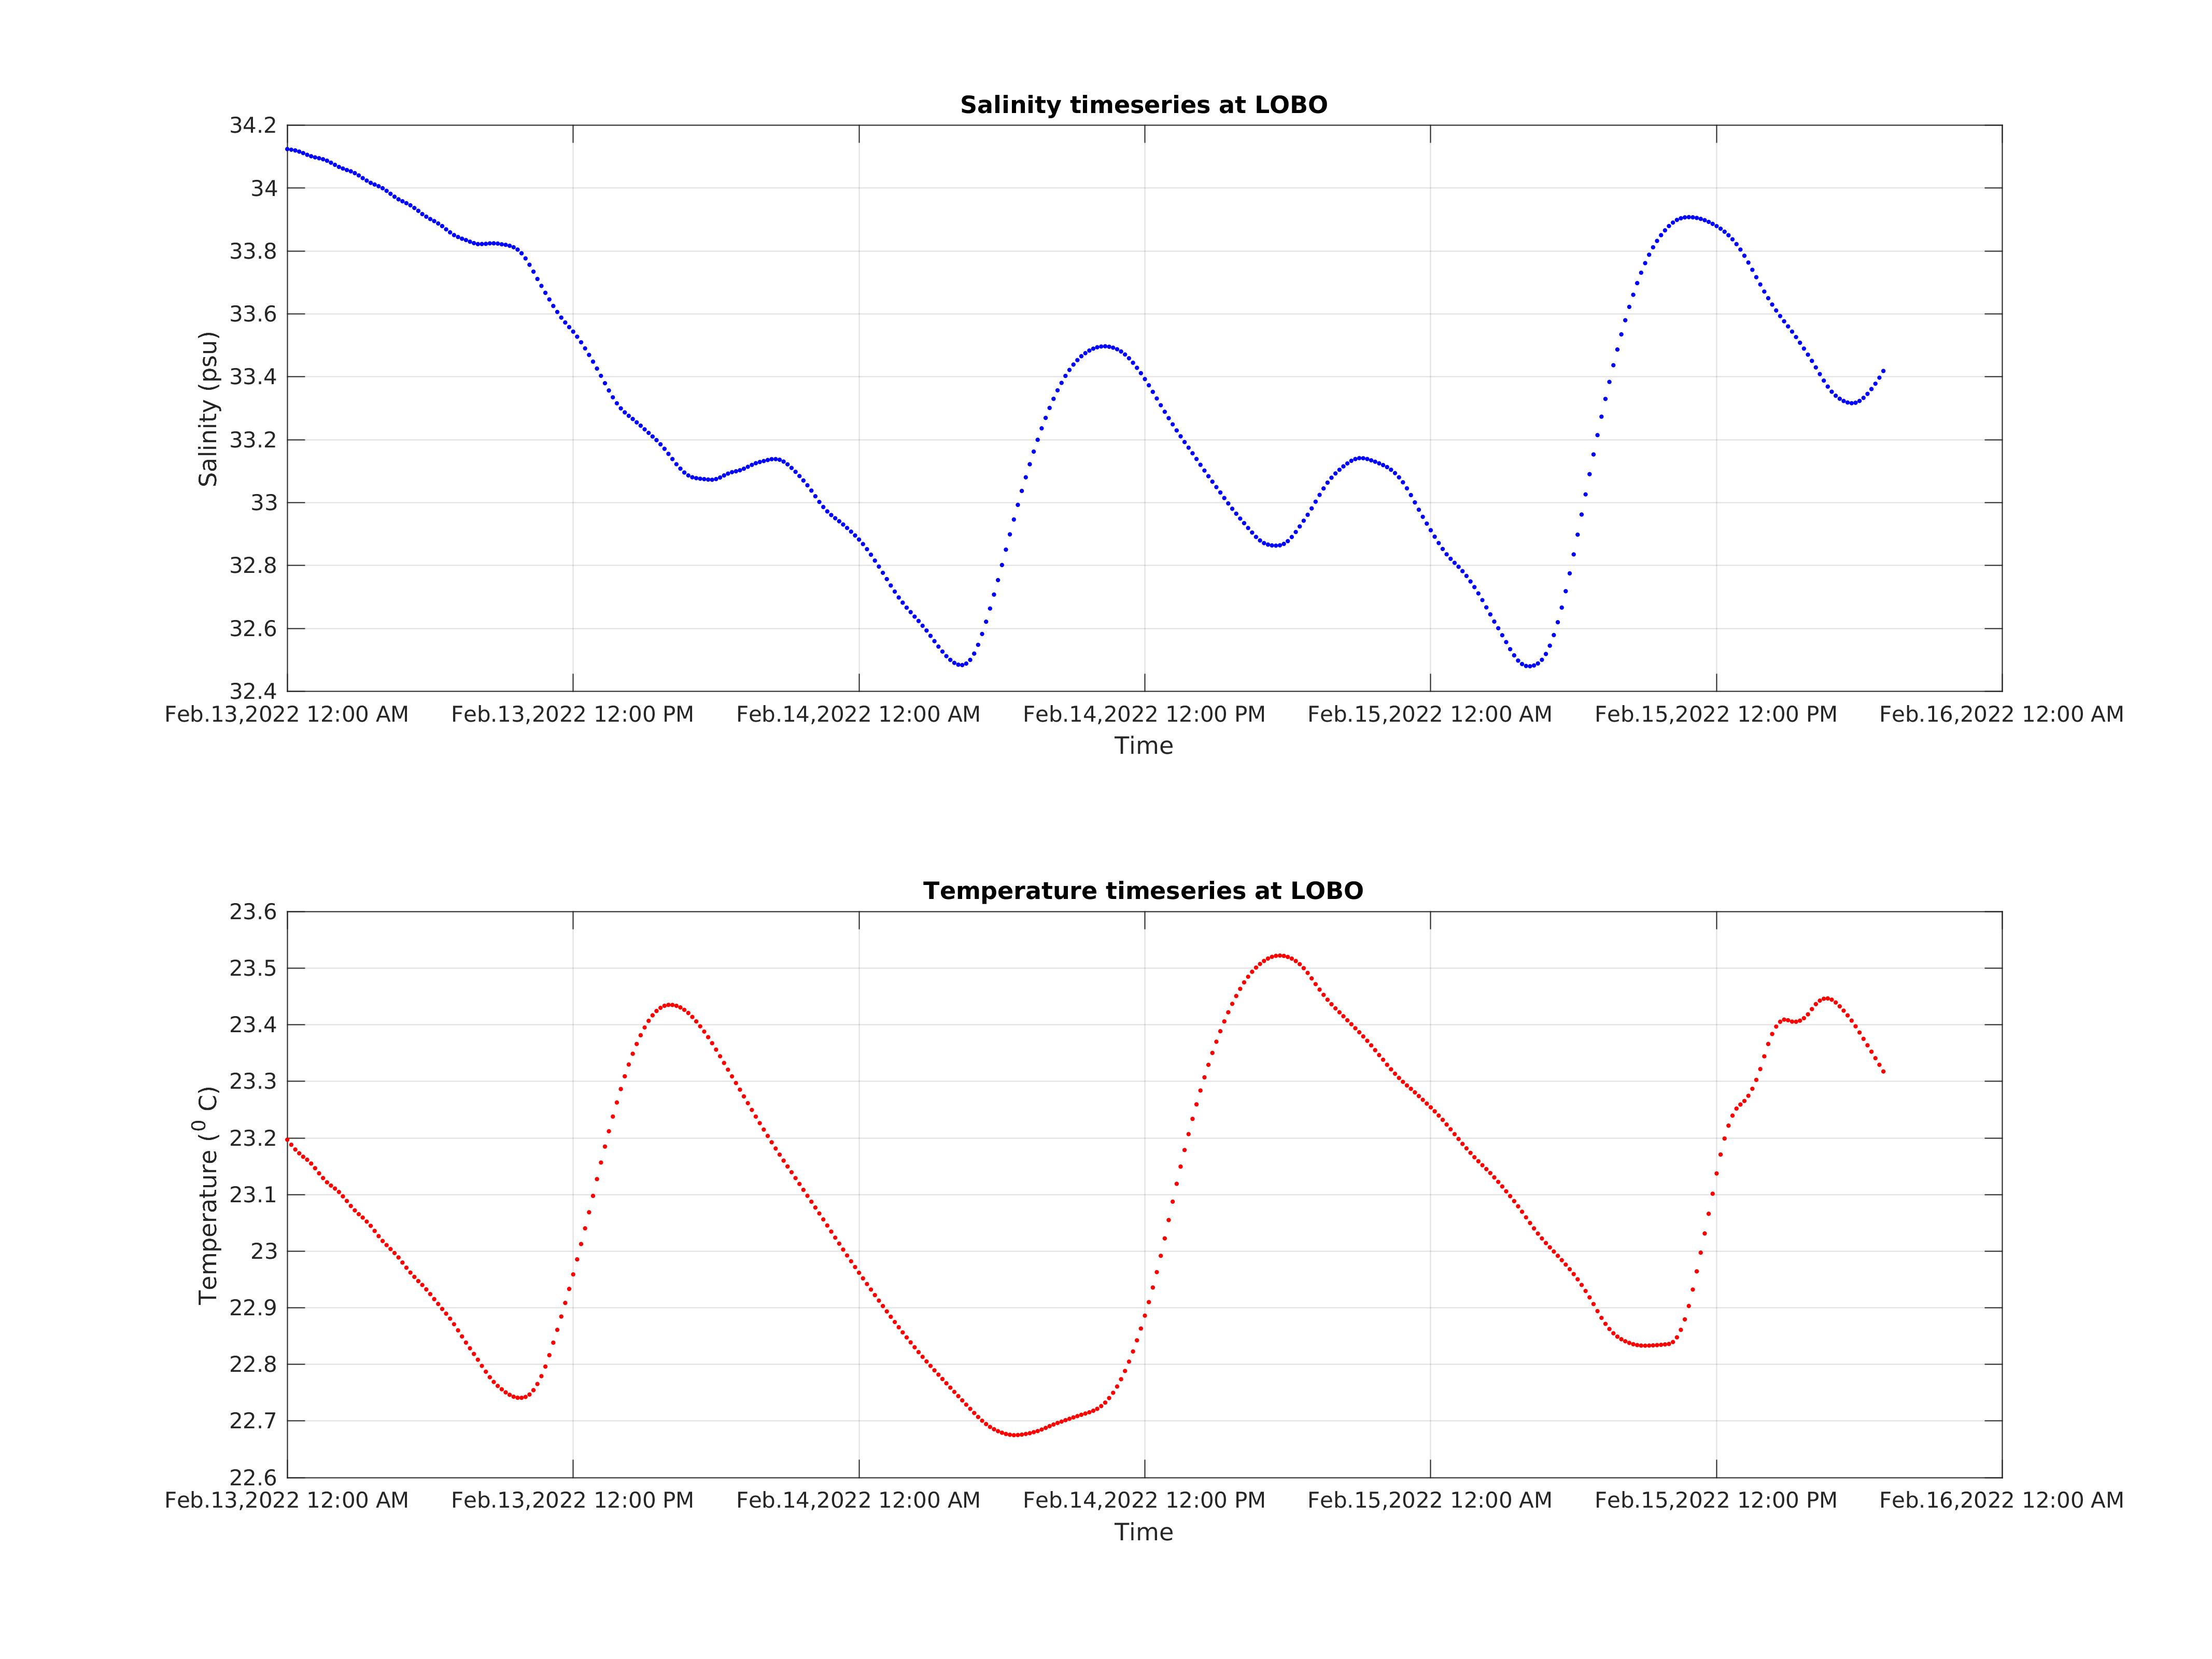 Salinity timeseries at LOBO
34.2
34
33.8
33.6
33.4
33.2
33
32.8
32.6
32.4
Salinity (psu)
Feb.13,2022 12:00 AM Feb.13,2022 12:00 PM Feb.14,2022 12:00 AM Feb.14,2022 12:00 PM Feb.15,2022 12:00 AM Feb.15,2022 12:00 PM Feb.16,2022 12:00 AM
Time
Temperature timeseries at LOBO
23.6
23.5
23.4
23.3
23.2
23.1
23
22.9
22.8
22.7
22.6
Temperature (⁰ C)
Feb.13,2022 12:00 AM Feb.13,2022 12:00 PM Feb.14,2022 12:00 AM Feb.14,2022 12:00 PM Feb.15,2022 12:00 AM Feb.15,2022 12:00 PM Feb.16,2022 12:00 AM
Time